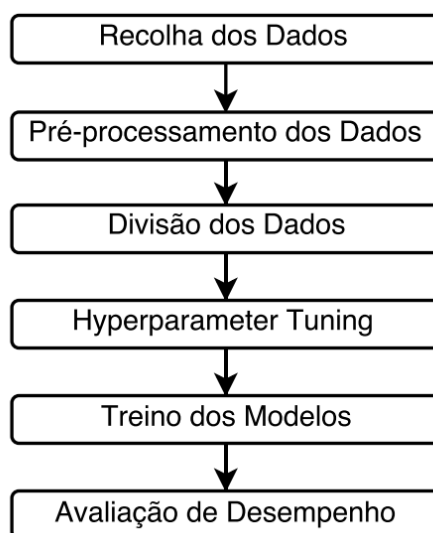 Recolha dos Dados
Pré-processamento dos Dados
Divisão dos Dados
Hyperparameter Tuning
Treino dos Modelos
Avaliação de Desempenho